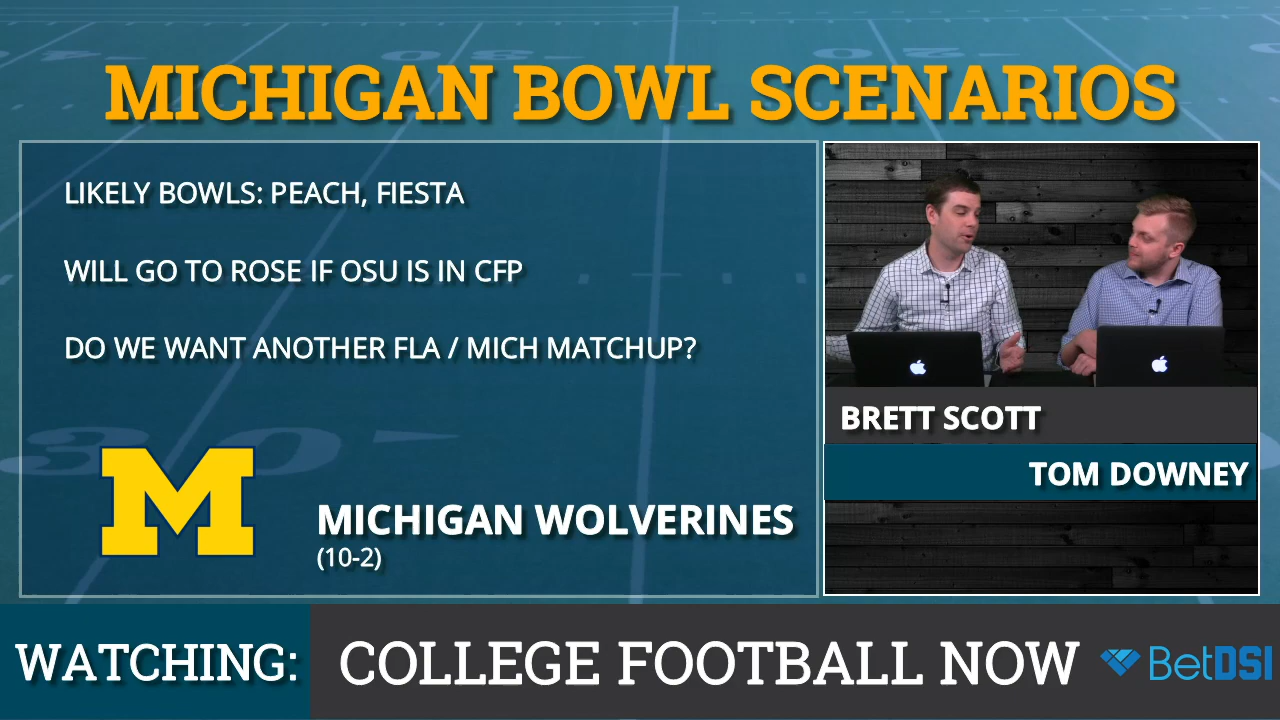 MICHIGAN BOWL SCENARIOS
LIKELY BOWLS: PEACH, FIESTA
WILL GO TO ROSE IF OSU IS IN CFP
DO WE WANT ANOTHER FLA / MICH MATCHUP?
M
MICHIGAN WOLVERINES
(10-2)
BRETT SCOTT
TOM DOWNEY
WATCHING:
COLLEGE FOOTBALL NOW
BetDSI